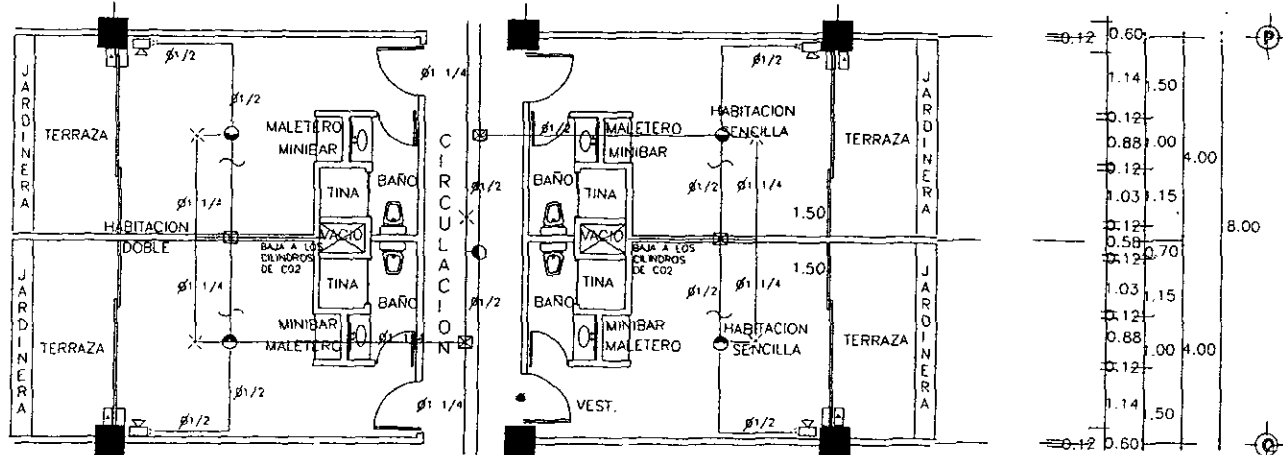 JARDINERA
TERRAZA
Ø1/2
Ø1/2
MALETERO
MINIBAR
TINA
BAÑO
Ø1 1/4
Ø1 1/4
HABITACION
DOBLE
VACIO
BAJA A LOS
CILINDROS
DE CO2
Ø1 1/4
TINA
BAÑO
MINIBAR
MALETERO
TERRAZA
JARDINERA
Ø1/2
Ø1/2
Ø1 1/4
CIRCULACION
Ø1/2
Ø1/2
Ø1/2
Ø1/2
HABITACION
SENCILLA
MALETERO
MINIBAR
BAÑO
TINA
Ø1/2
Ø1 1/4
TERRAZA
JARDINERA
1.50
VACIO
BAJA A LOS
CILINDROS
DE CO2
1.50
TINA
BAÑO
Ø1/2
Ø1 1/4
MINIBAR
MALETERO
HABITACION
SENCILLA
TERRAZA
JARDINERA
VEST.
Ø1/2
0.12
0.60
1.14
.50
0.12
0.88
1.00
4.00
0.12
1.03
1.15
0.12
0.58
0.70
8.00
0.12
1.03
1.15
0.12
0.88
1.00
4.00
0.12
1.14
.50
0.12
0.60
P
Q